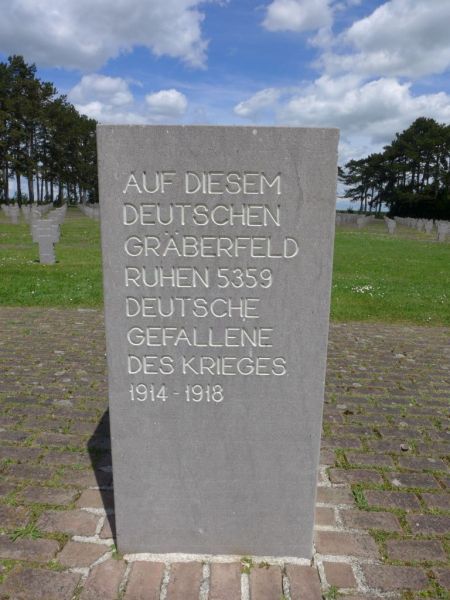 AUF DIESEM
DEUTSCHEN
GRÄBERFELD
RUHEN 5359
DEUTSCHE
GEFALLENE
DES KRIEGES
1914 - 1918